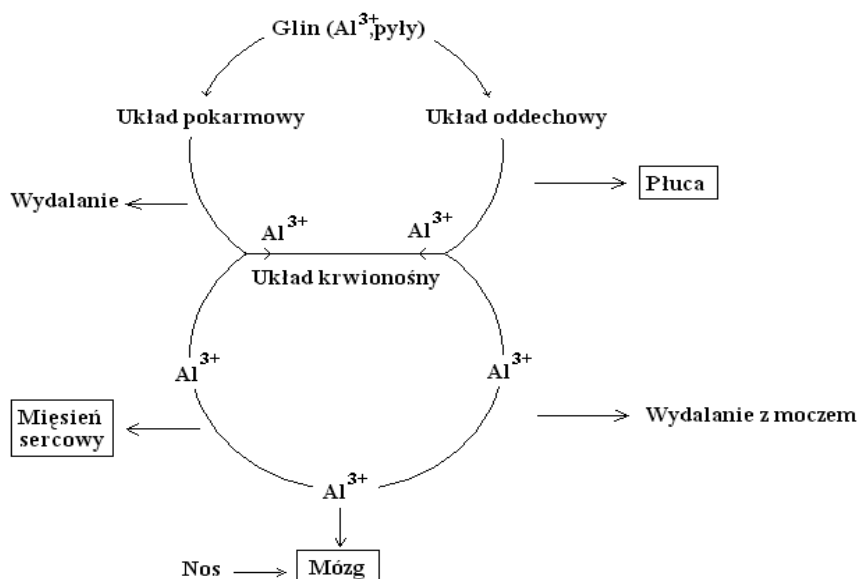 Glin (Al3+,pyły)
Układ pokarmowy
Układ oddechowy
Wydalanie
Płuca
Al3+
Al3+
Układ krwionośny
Al3+
Al3+
Mięsień
sercowy
Wydalanie z moczem
Al3+
Nos
Mózg